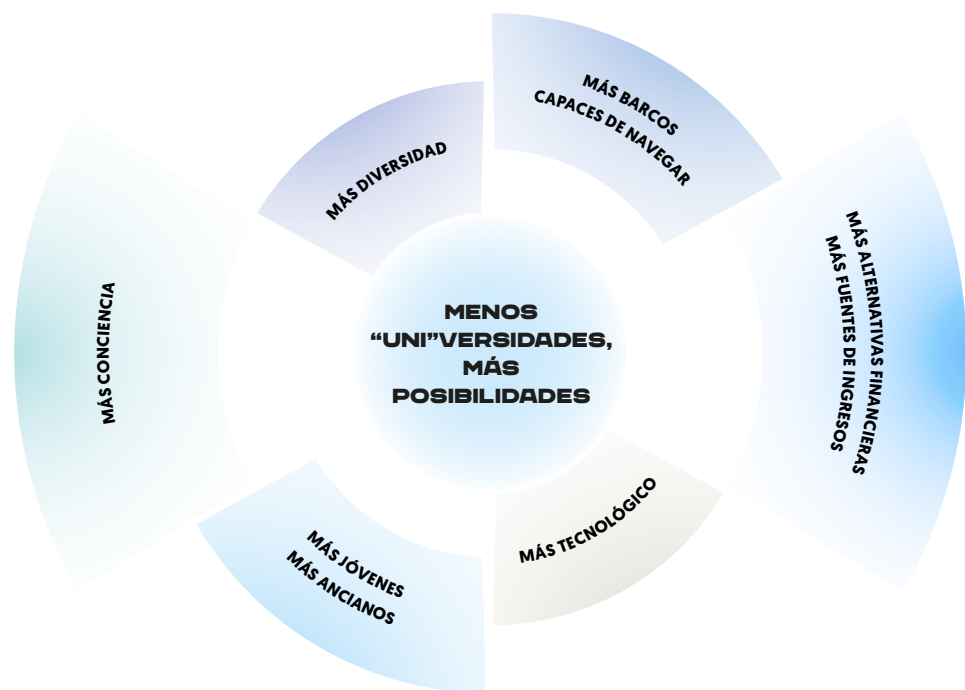 MÁS BARCOS
CAPACES DE NAVEGAR
MÁS DIVERSIDAD
MÁS ALTERNATIVAS FINANCIERAS
MÁS FUENTES DE INGRESOS
MÁS CONCIENCIA
MENOS
“UNI”VERSIDADES,
MÁS
POSIBILIDADES
MÁS TECNOLÓGICO
MÁS JÓVENES
MÁS ANCIANOS